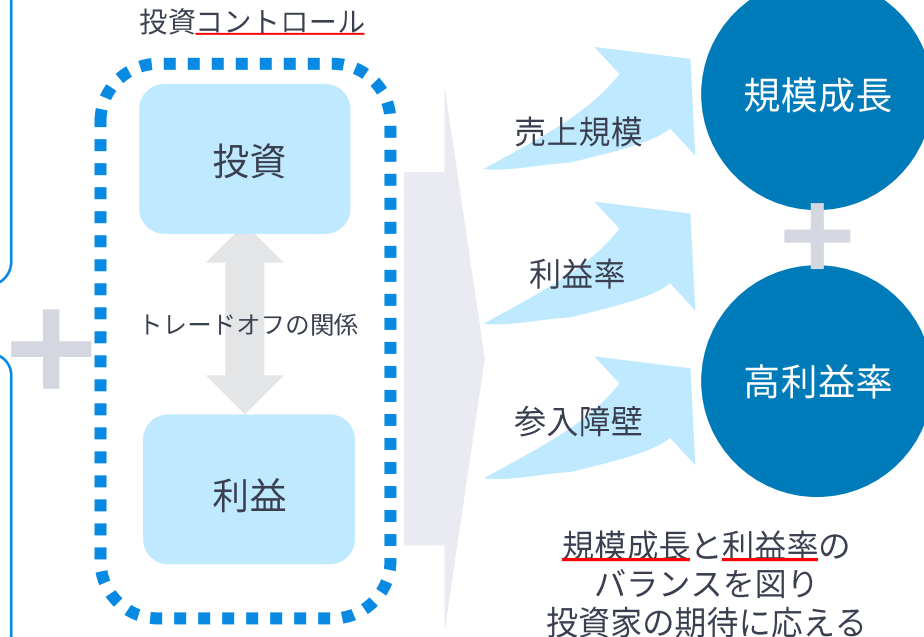 投資コントロール
投資
トレードオフの関係
利益
売上規模
利益率
参入障壁
規模成長
高利益率
規模成長と利益率の
バランスを図り
投資家の期待に応える